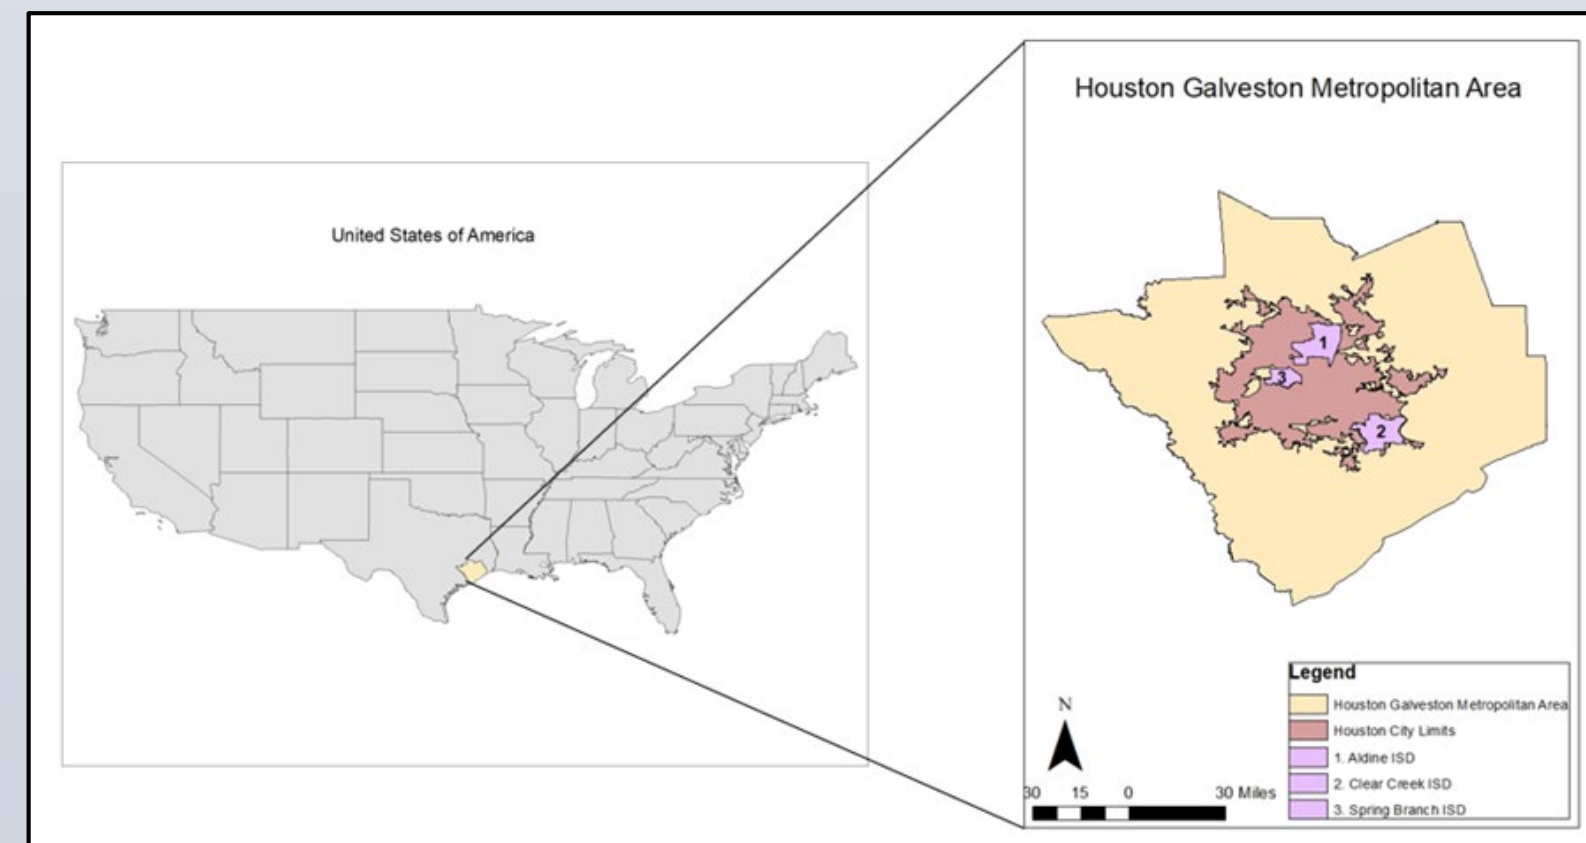 United States of America
Houston Galveston Metropolitan Area
1
3
2
N
30 15 0 30 Miles
Legend
Houston Galveston Metropolitan Area
Houston City Limits
1. Aldine ISD
2. Clear Creek ISD
3. Spring Branch ISD